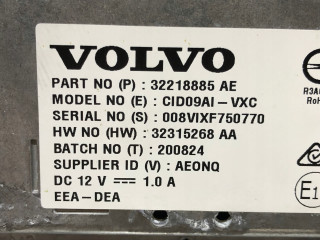 VOLVO
PART NO (P) : 32218885 AE
MODEL NO (E) : CID09AI-VXC
SERIAL NO (S) : 008VIXF750770
HW NO (HW) : 32315268 AA
BATCH NO (T) : 200824
SUPPLIER ID (V) : AEONQ
DC 12 V ⎓ 1.0 A
EEA-DEA
E1